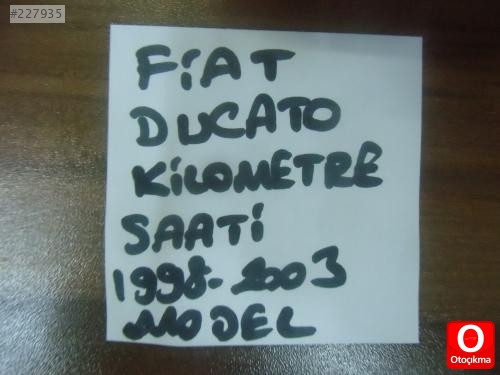 #227935
FİAT
DUCATO
KİLOMETRE
SAATİ
1998-2003
MODEL
Otoçıkma